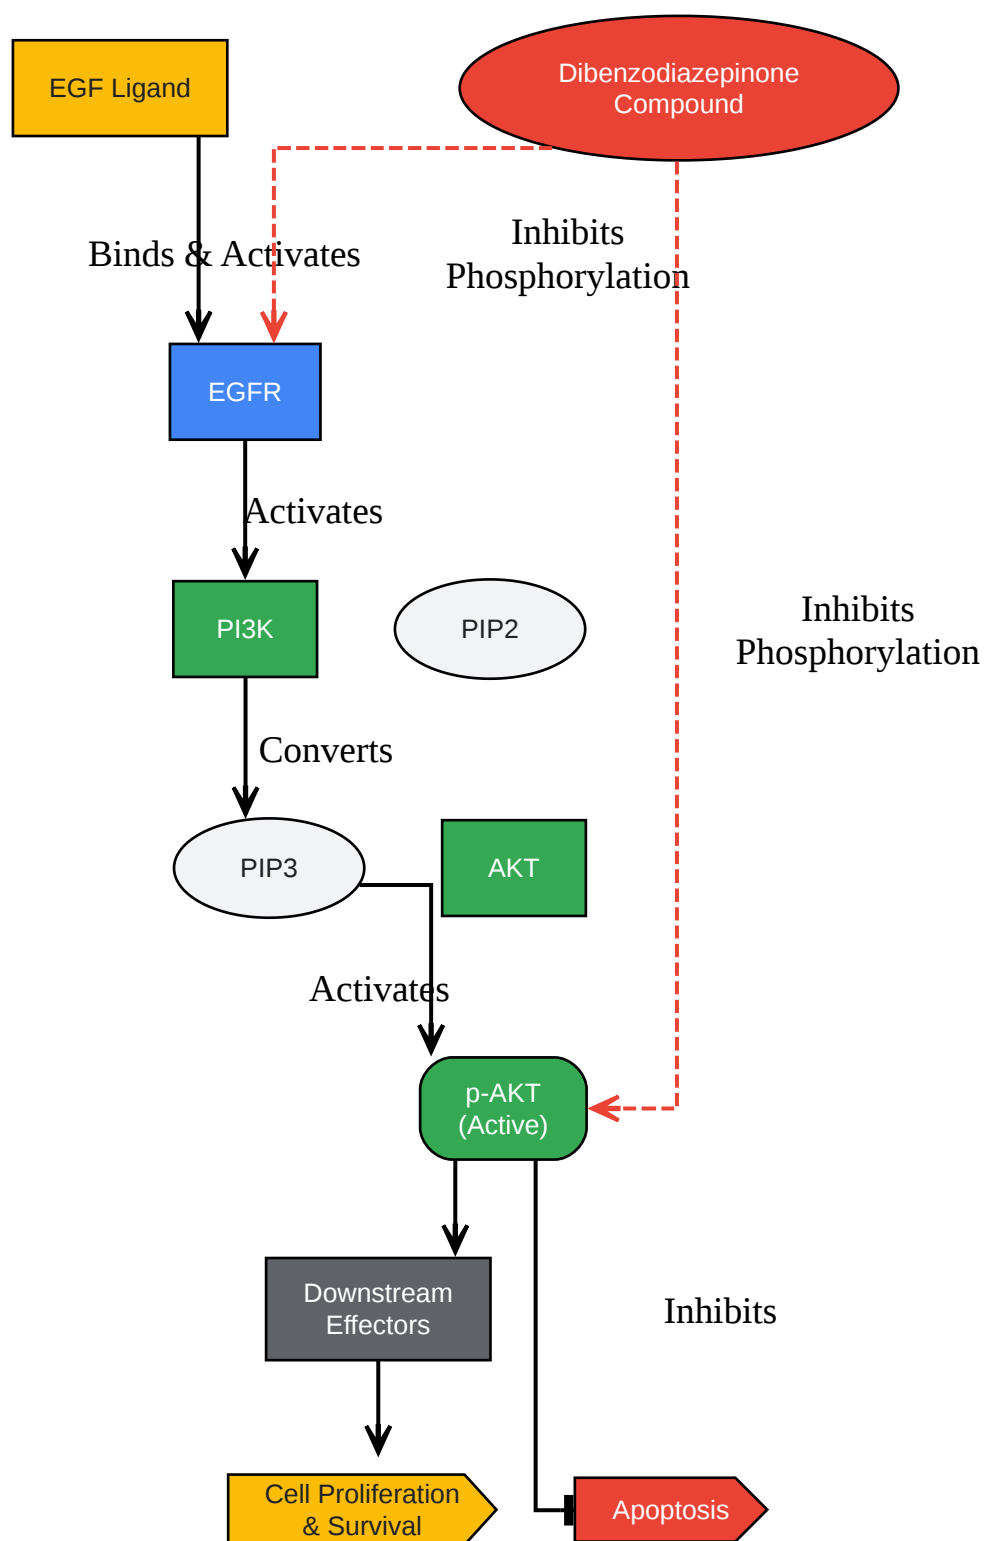 EGF Ligand
Dibenzodiazepinone
Compound
Binds & Activates
Inhibits
Phosphorylation
EGFR
Activates
PI3K
PIP2
Inhibits
Phosphorylation
Converts
PIP3
AKT
Activates
p-AKT
(Active)
Downstream
Effectors
Inhibits
Cell Proliferation
& Survival
Apoptosis